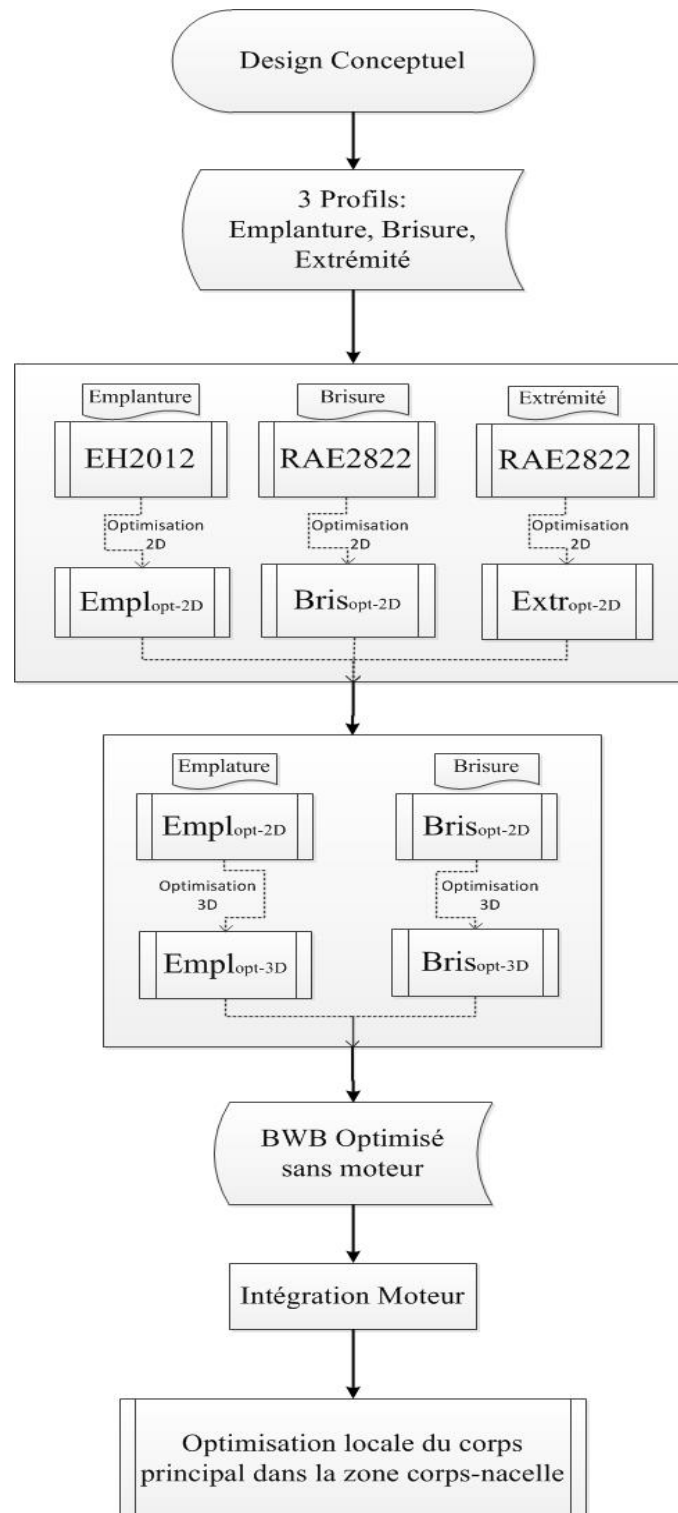 Design Conceptuel
3 Profils:
Emplanture, Brisure,
Extrémité
Emplanture
Brisure
Extrémité
EH2012
RAE2822
RAE2822
Optimisation
2D
Optimisation
2D
Optimisation
2D
Emplopt-2D
Brisopt-2D
Extropt-2D
Emplature
Brisure
Emplopt-2D
Brisopt-2D
Optimisation
3D
Optimisation
3D
Emplopt-3D
Brisopt-3D
BWB Optimisé
sans moteur
Intégration Moteur
Optimisation locale du corps
principal dans la zone corps-nacelle